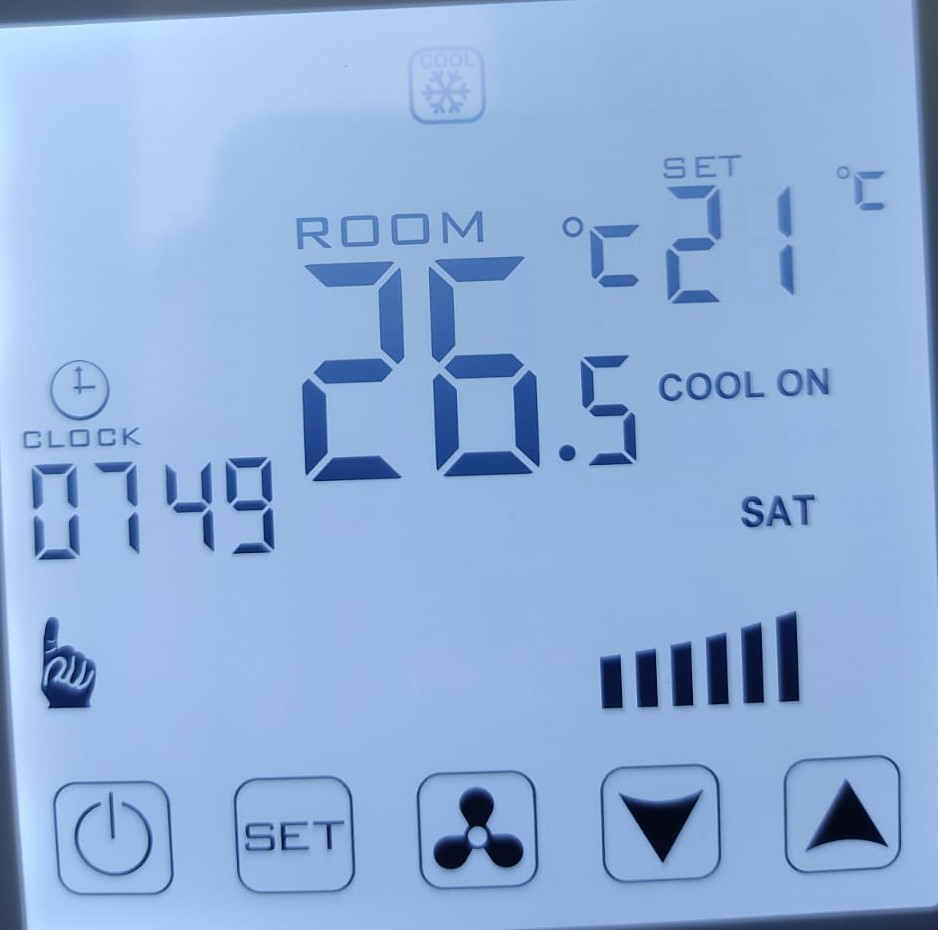 COOL
SET
ROOM
26.5 °C
21 °C
COOL ON
CLOCK
0749
SAT
SET